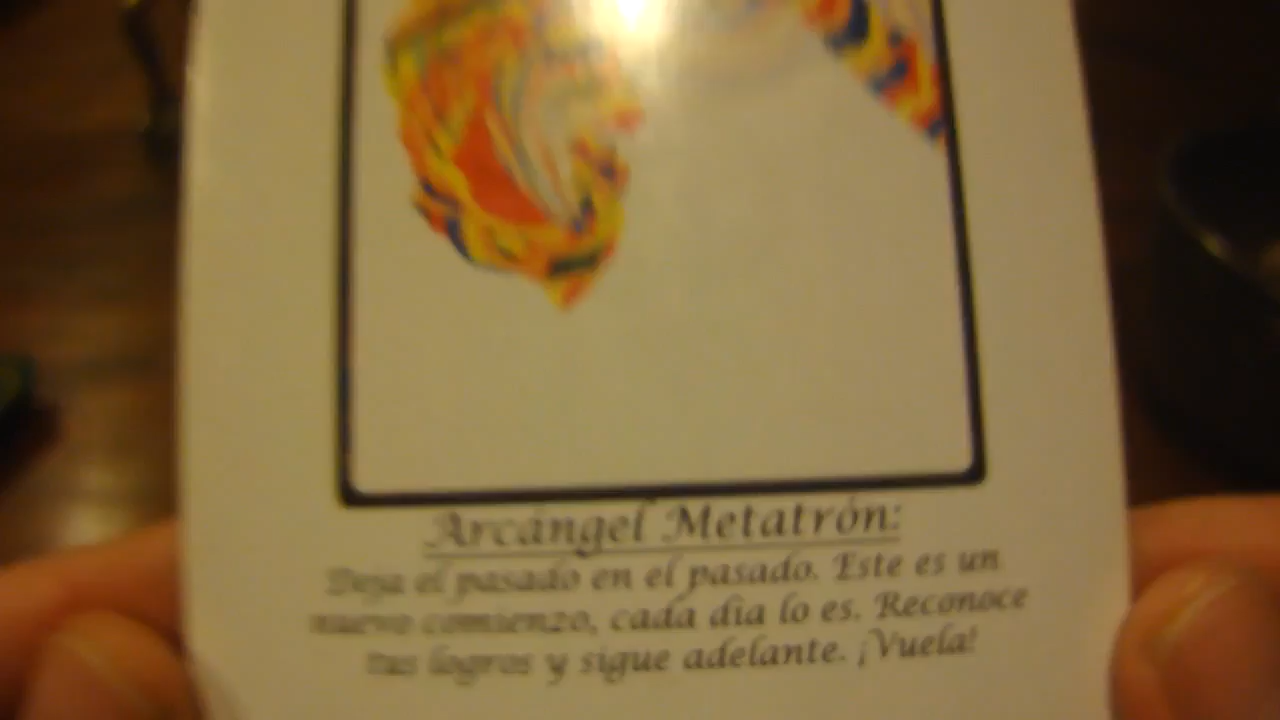 Arcángel Metatrón:
Deja el pasado en el pasado. Este es un
nuevo comienzo, cada dia lo es. Reconoce
tus logros y sigue adelante. ¡Vuela!